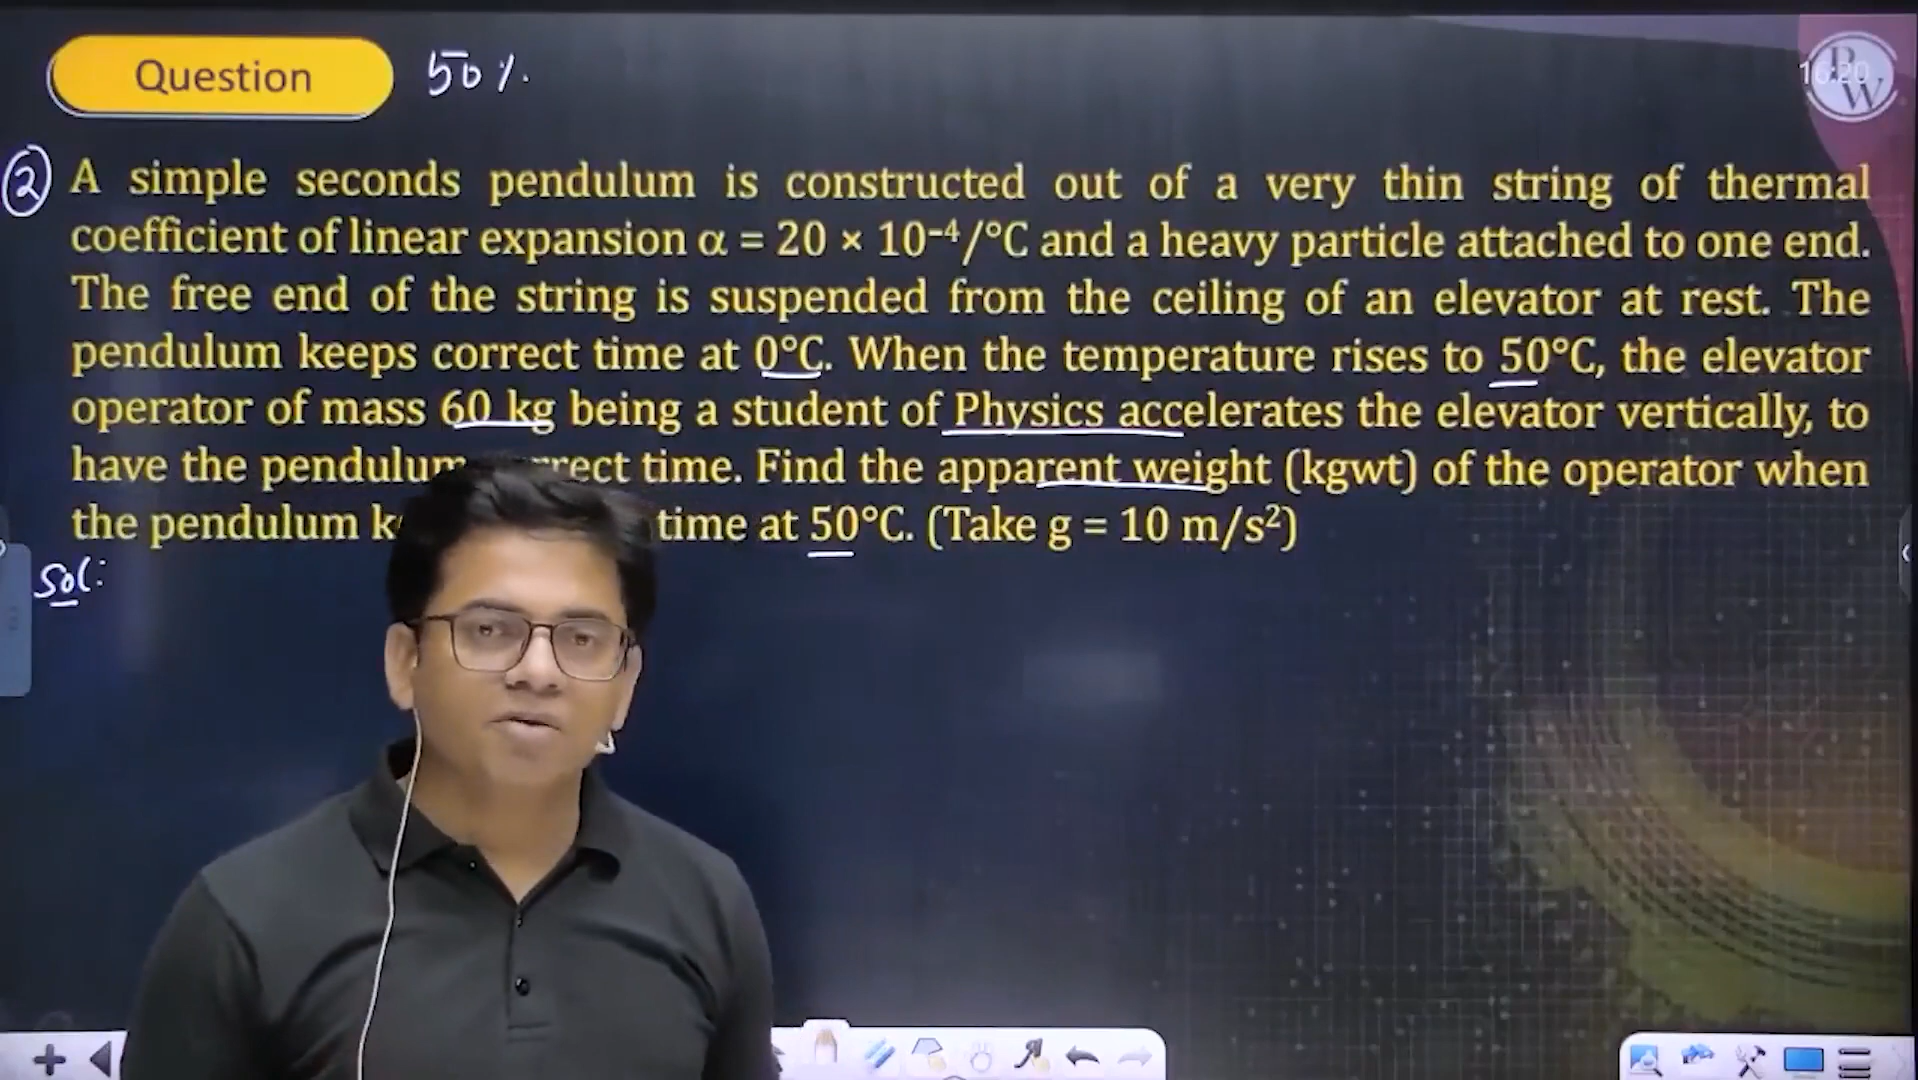 Question 50 %.
② A simple seconds pendulum is constructed out of a very thin string of thermal
coefficient of linear expansion α = 20 × 10⁻⁴/°C and a heavy particle attached to one end.
The free end of the string is suspended from the ceiling of an elevator at rest. The
pendulum keeps correct time at 0°C. When the temperature rises to 50°C, the elevator
operator of mass 60 kg being a student of Physics accelerates the elevator vertically, to
have the pendulum rrect time. Find the apparent weight (kgwt) of the operator when
the pendulum k time at 50°C. (Take g = 10 m/s²)
Sol:
PW